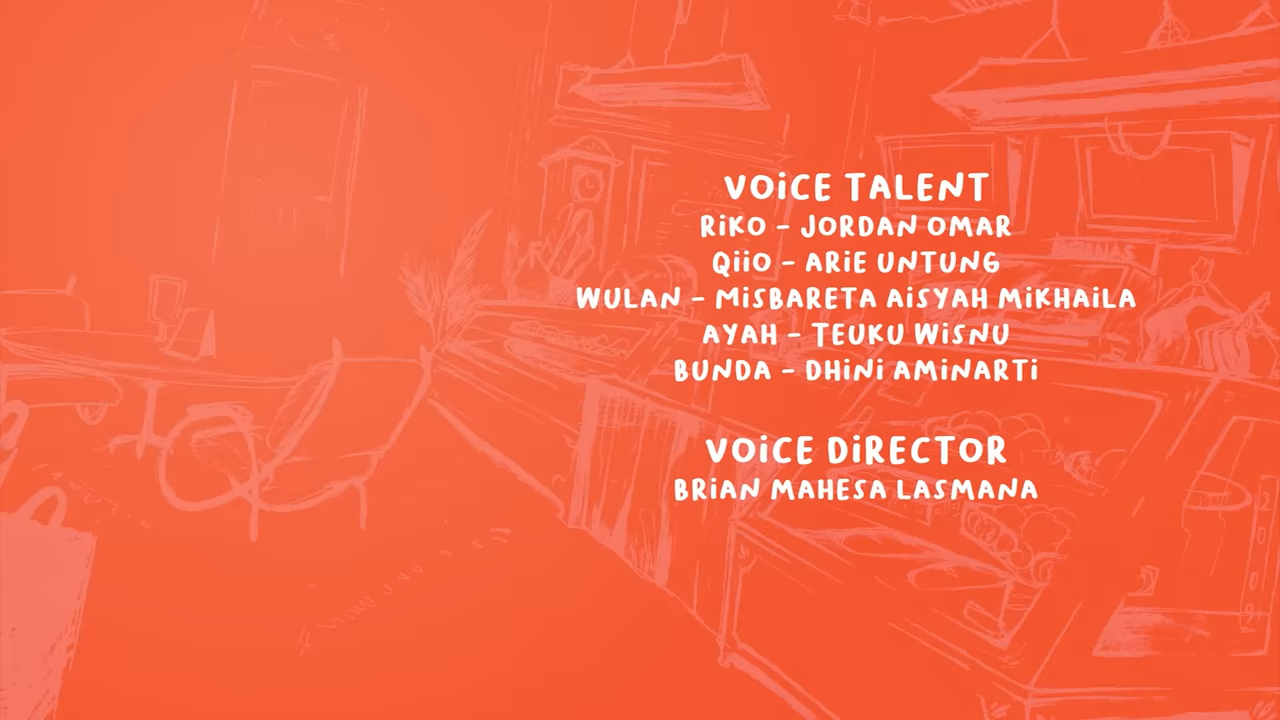 VOiCE TALENT
RiKO - JORDAN OMAR
QiiO - ARiE UNTUNG
WULAN - MiSBARETA AiSYAH MiKHAiLA
AYAH - TEUKU WiSNU
BUNDA - DHiNi AMiNARTi
VOiCE DiRECTOR
BRiAN MAHESA LASMANA